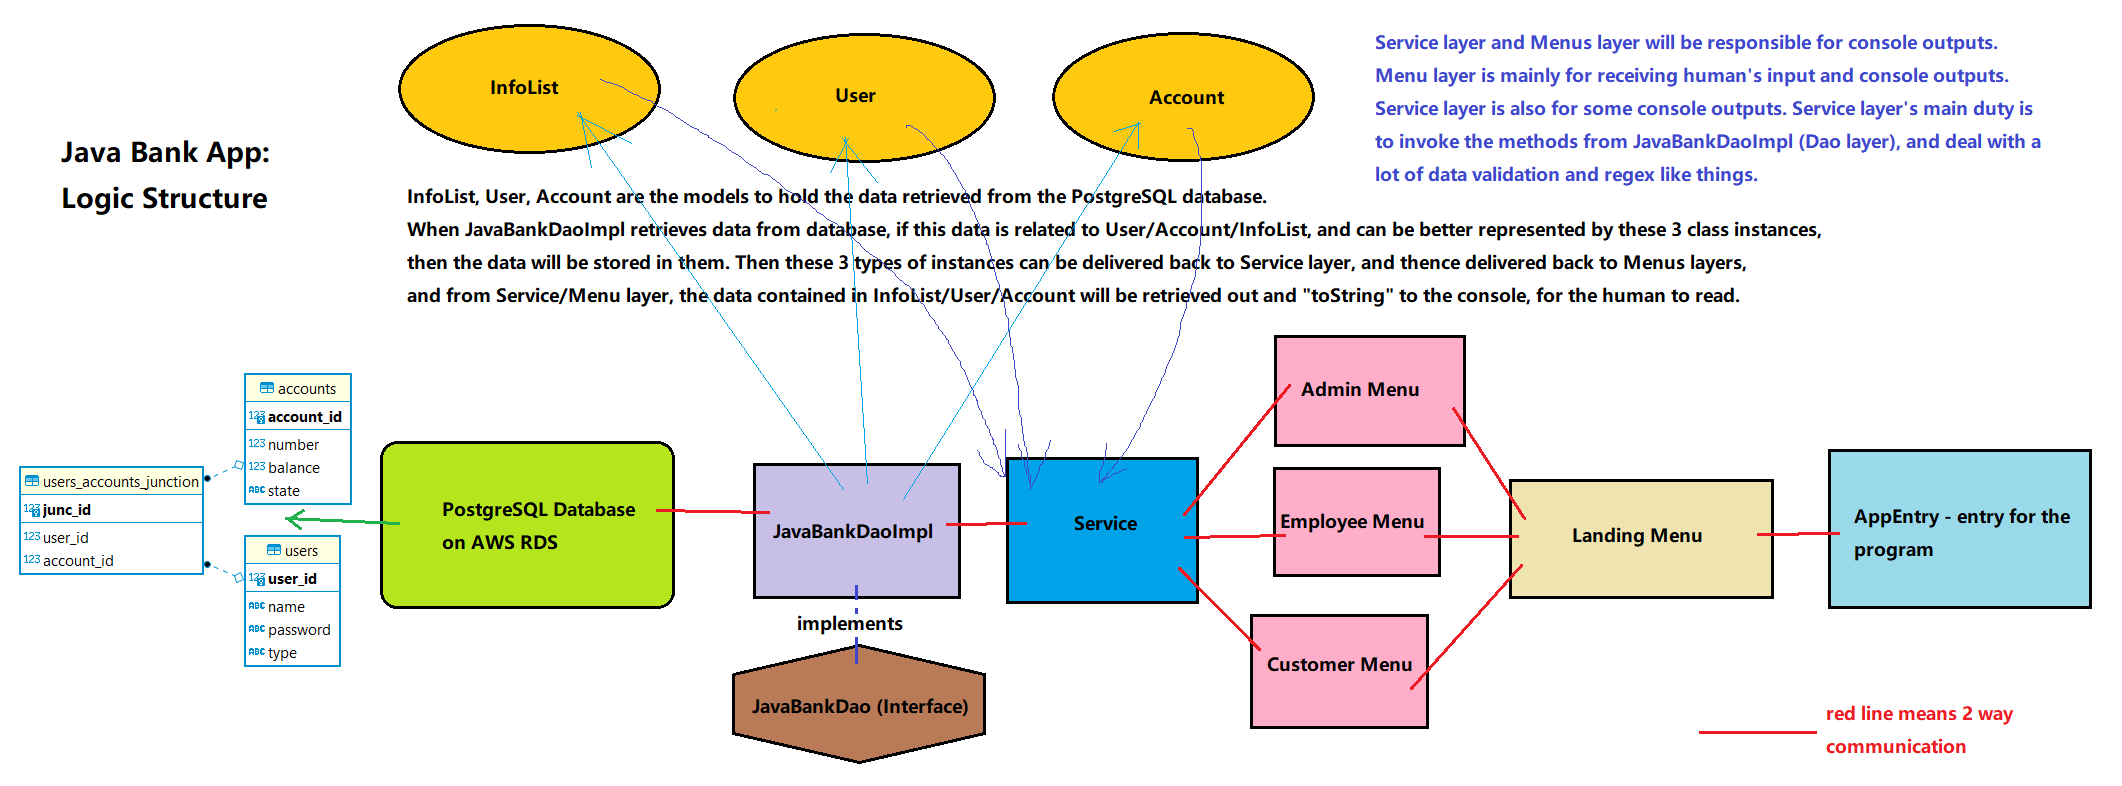 Java Bank App:
Logic Structure
InfoList
User
Account
Service layer and Menus layer will be responsible for console outputs.
Menu layer is mainly for receiving human's input and console outputs.
Service layer is also for some console outputs. Service layer's main duty is
to invoke the methods from JavaBankDaoImpl (Dao layer), and deal with a
lot of data validation and regex like things.
InfoList, User, Account are the models to hold the data retrieved from the PostgreSQL database.
When JavaBankDaoImpl retrieves data from database, if this data is related to User/Account/InfoList, and can be better represented by these 3 class instances,
then the data will be stored in them. Then these 3 types of instances can be delivered back to Service layer, and thence delivered back to Menus layers,
and from Service/Menu layer, the data contained in InfoList/User/Account will be retrieved out and "toString" to the console, for the human to read.
accounts
123 account_id
123 number
123 balance
ABC state
users_accounts_junction
123 junc_id
123 user_id
123 account_id
users
123 user_id
ABC name
ABC password
ABC type
PostgreSQL Database
on AWS RDS
JavaBankDaoImpl
implements
JavaBankDao (Interface)
Service
Admin Menu
Employee Menu
Customer Menu
Landing Menu
AppEntry - entry for the
program
red line means 2 way
communication